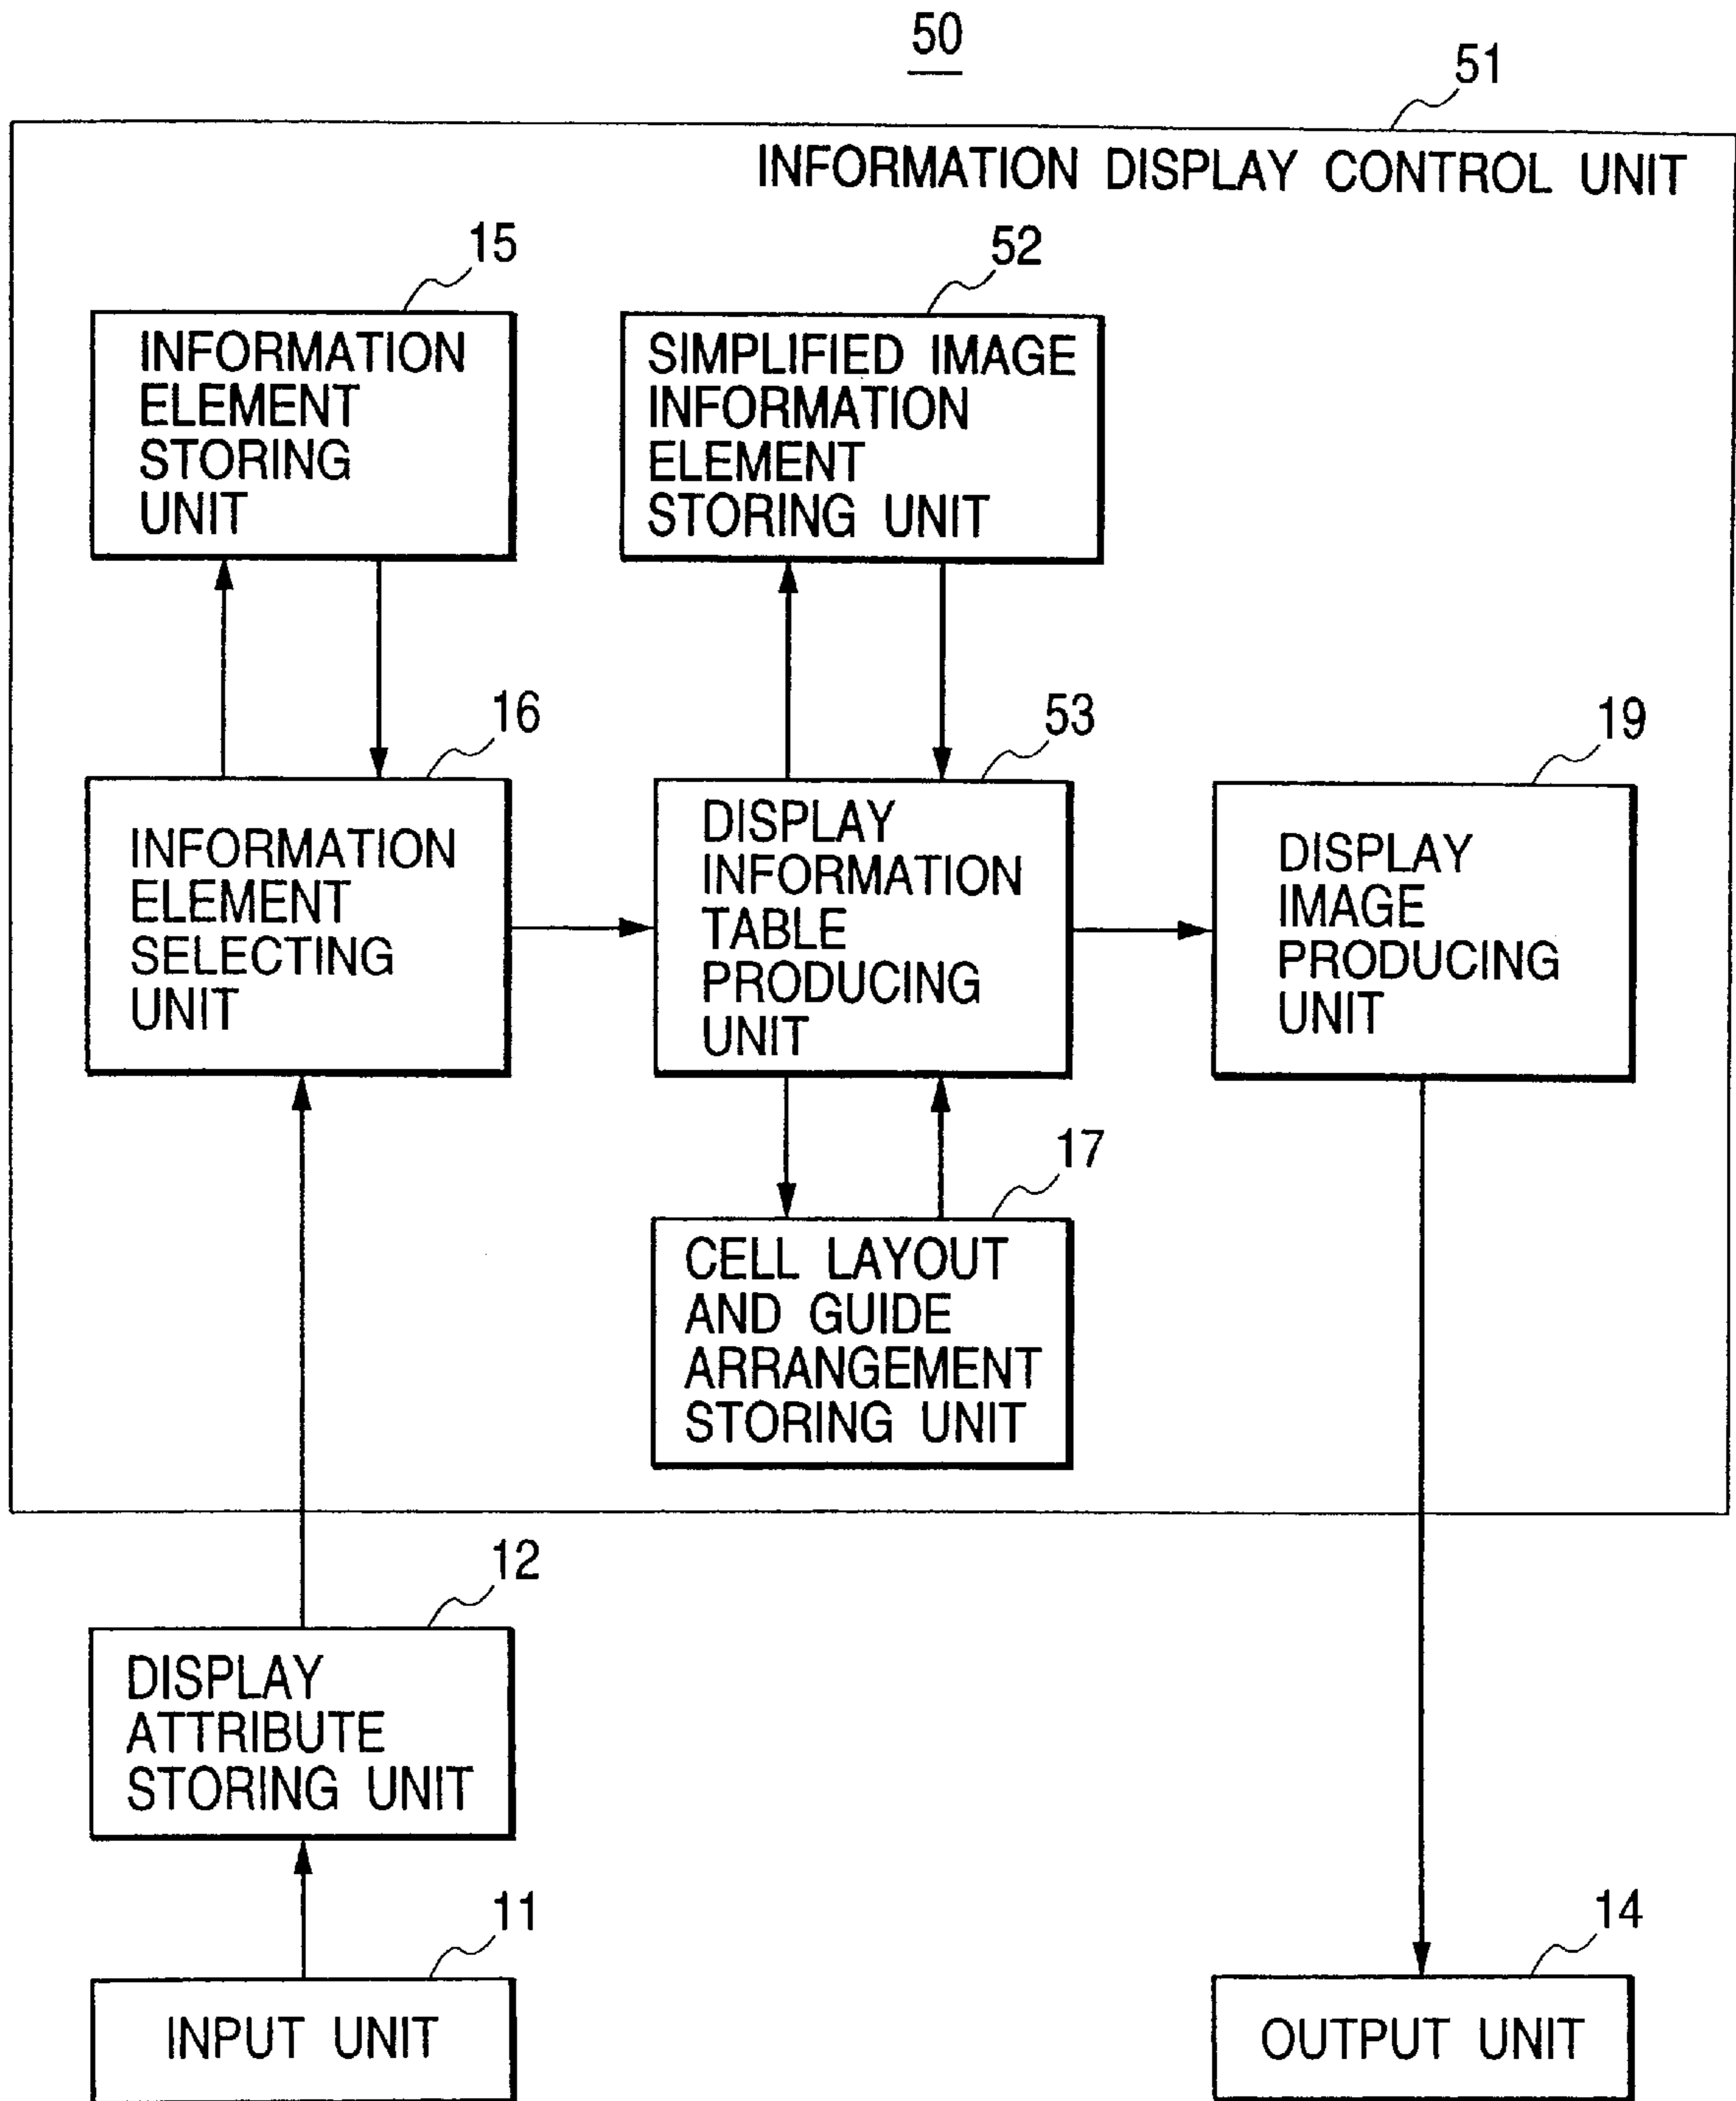 50
51
INFORMATION DISPLAY CONTROL UNIT
15
INFORMATION
ELEMENT
STORING
UNIT
52
SIMPLIFIED IMAGE
INFORMATION
ELEMENT
STORING UNIT
16
INFORMATION
ELEMENT
SELECTING
UNIT
53
DISPLAY
INFORMATION
TABLE
PRODUCING
UNIT
19
DISPLAY
IMAGE
PRODUCING
UNIT
17
CELL LAYOUT
AND GUIDE
ARRANGEMENT
STORING UNIT
12
DISPLAY
ATTRIBUTE
STORING UNIT
11
INPUT UNIT
14
OUTPUT UNIT